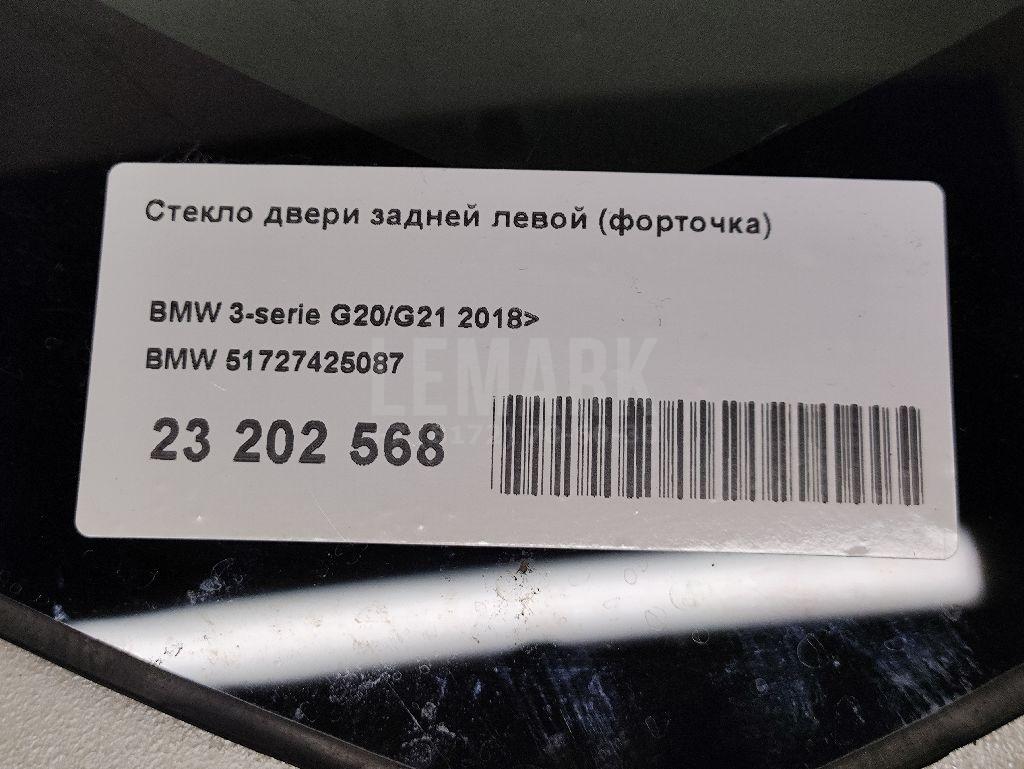 Стекло двери задней левой (форточка)
BMW 3-serie G20/G21 2018>
BMW 51727425087
LEMARK
23 202 568